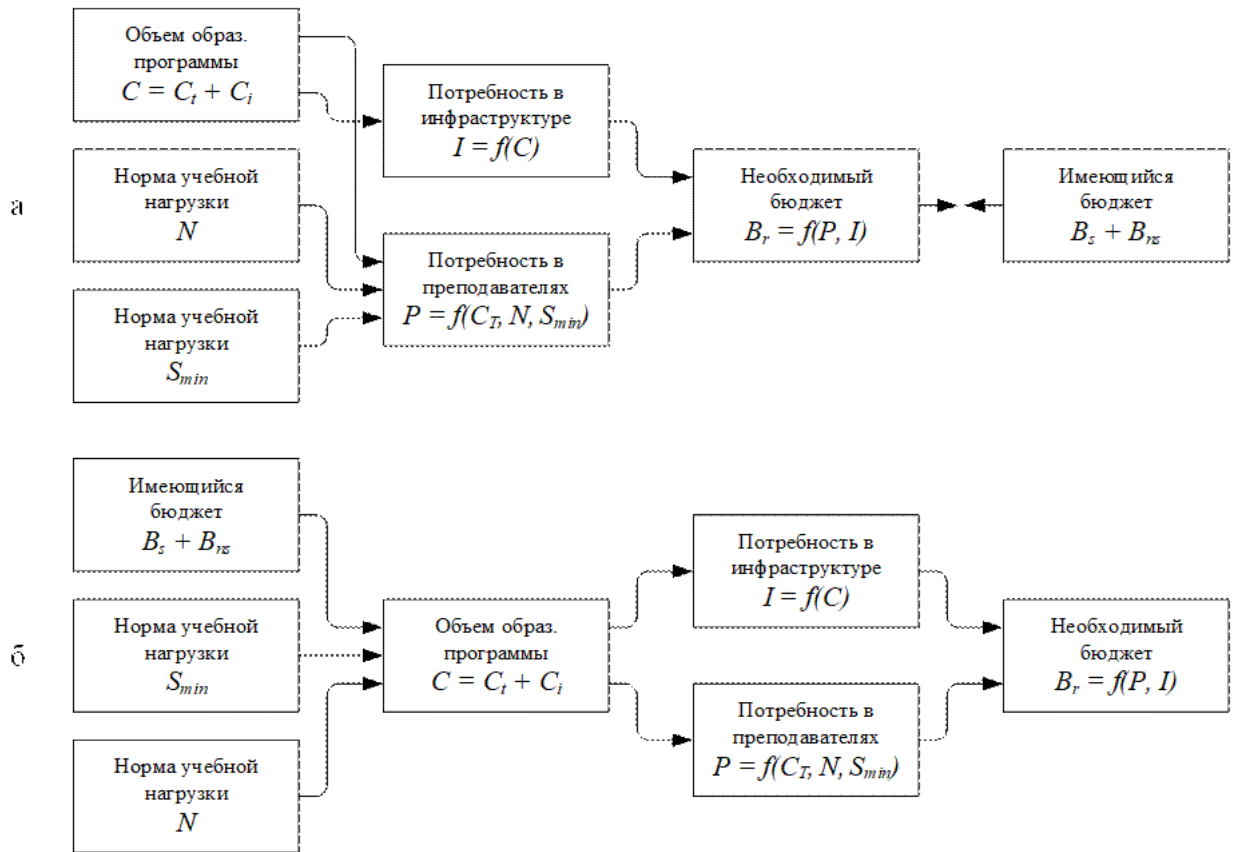 Объем образ.
программы
C = C_t + C_i
Потребность в
инфраструктуре
I = f(C)
а
Норма учебной
нагрузки
N
Необходимый
бюджет
B_r = f(P, I)
Имеющийся
бюджет
B_s + B_ns
Потребность в
преподавателях
P = f(C_T, N, S_min)
Норма учебной
нагрузки
S_min
Имеющийся
бюджет
B_s + B_ns
Потребность в
инфраструктуре
I = f(C)
б
Норма учебной
нагрузки
S_min
Объем образ.
программы
C = C_t + C_i
Необходимый
бюджет
B_r = f(P, I)
Потребность в
преподавателях
P = f(C_T, N, S_min)
Норма учебной
нагрузки
N